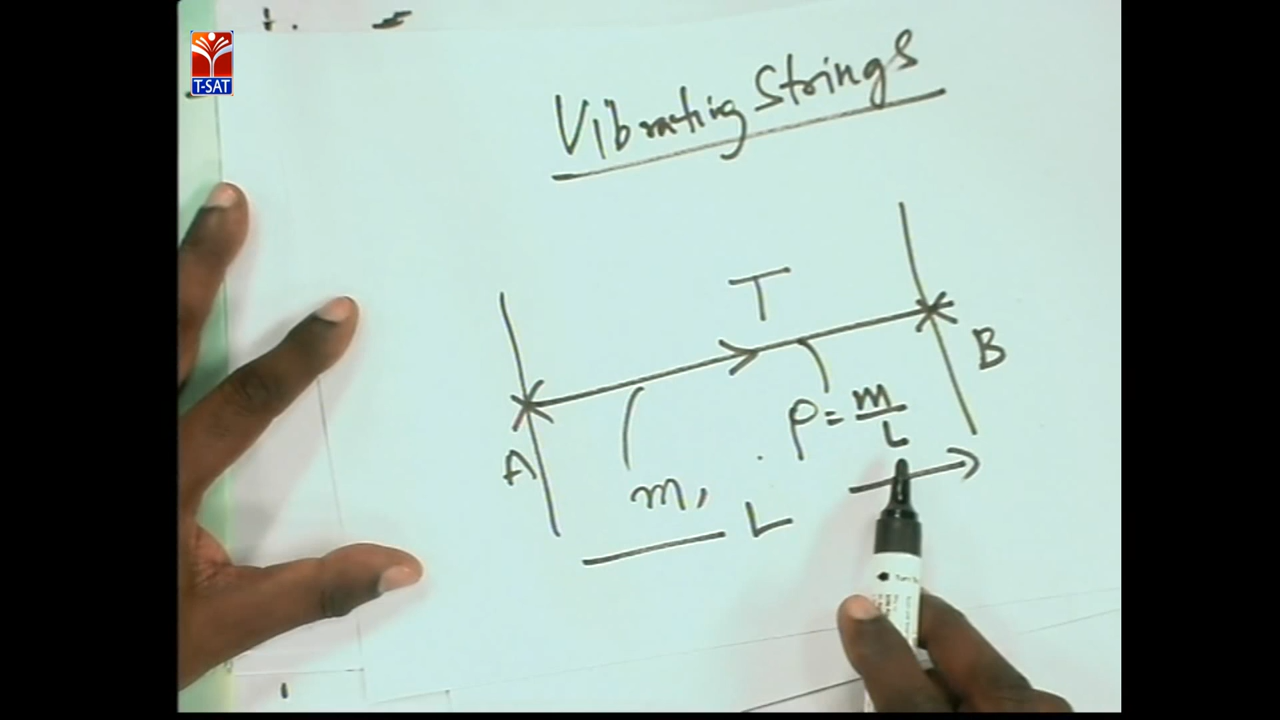 T-SAT
Vibrating Strings
T
A
B
ρ = m/L
m,
L